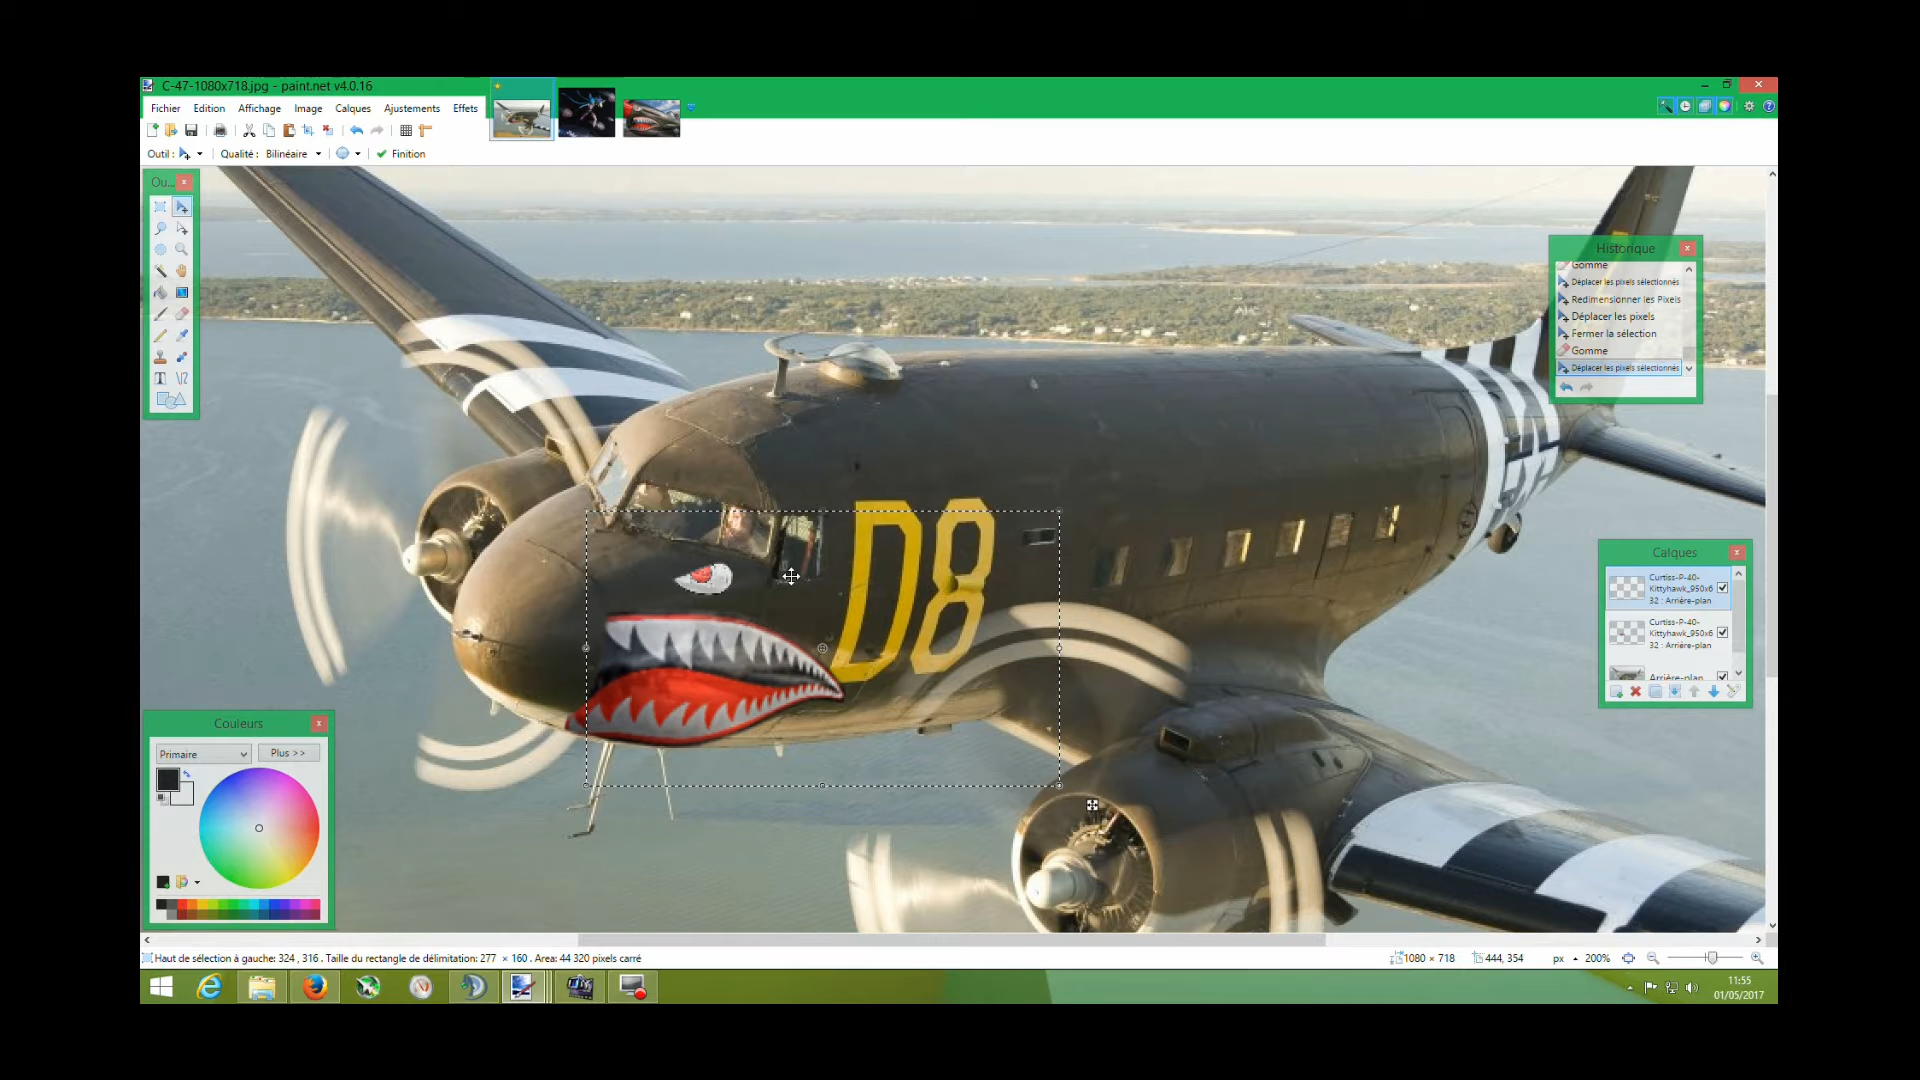 C-47-1080x718.jpg - paint.net v4.0.16
Fichier Edition Affichage Image Calques Ajustements Effets
Outil : Qualité : Bilinéaire Finition
Ou...
D8
Historique
Gomme
Déplacer les pixels sélectionnés
Redimensionner les Pixels
Déplacer les pixels
Fermer la sélection
Gomme
Déplacer les pixels sélectionnés
Calques
Curtiss-P-40-
Kittyhawk_950x6
32 : Arrière-plan
Curtiss-P-40-
Kittyhawk_950x6
32 : Arrière-plan
Arrière-plan
Couleurs
Primaire
Plus >>
Haut de sélection à gauche: 324 , 316 . Taille du rectangle de délimitation: 277 × 160 . Area: 44 320 pixels carré
1080 × 718 444, 354 px 200%
11:55
01/05/2017